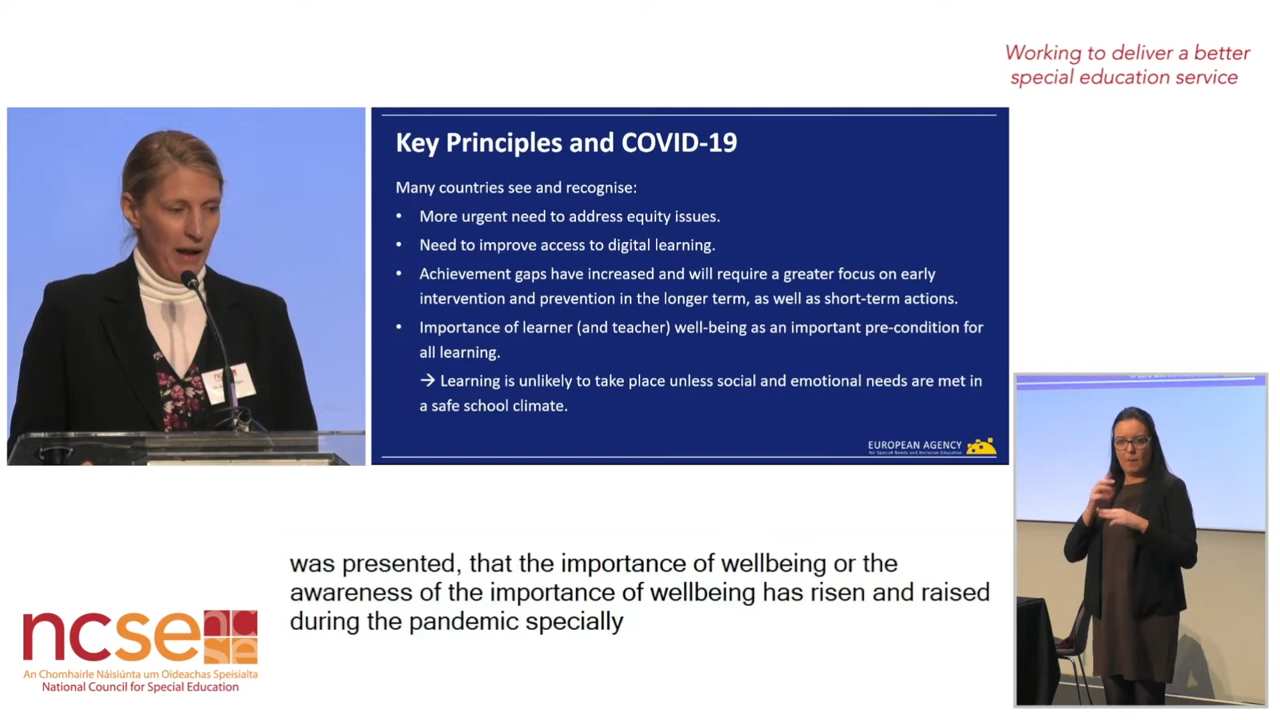 Working to deliver a better
special education service
Key Principles and COVID-19
Many countries see and recognise:
• More urgent need to address equity issues.
• Need to improve access to digital learning.
• Achievement gaps have increased and will require a greater focus on early
intervention and prevention in the longer term, as well as short-term actions.
• Importance of learner (and teacher) well-being as an important pre-condition for
all learning.
→ Learning is unlikely to take place unless social and emotional needs are met in
a safe school climate.
EUROPEAN AGENCY
for Special Needs and Inclusive Education
was presented, that the importance of wellbeing or the
awareness of the importance of wellbeing has risen and raised
during the pandemic specially
ncse nc
se
An Chomhairle Náisiúnta um Oideachas Speisialta
National Council for Special Education